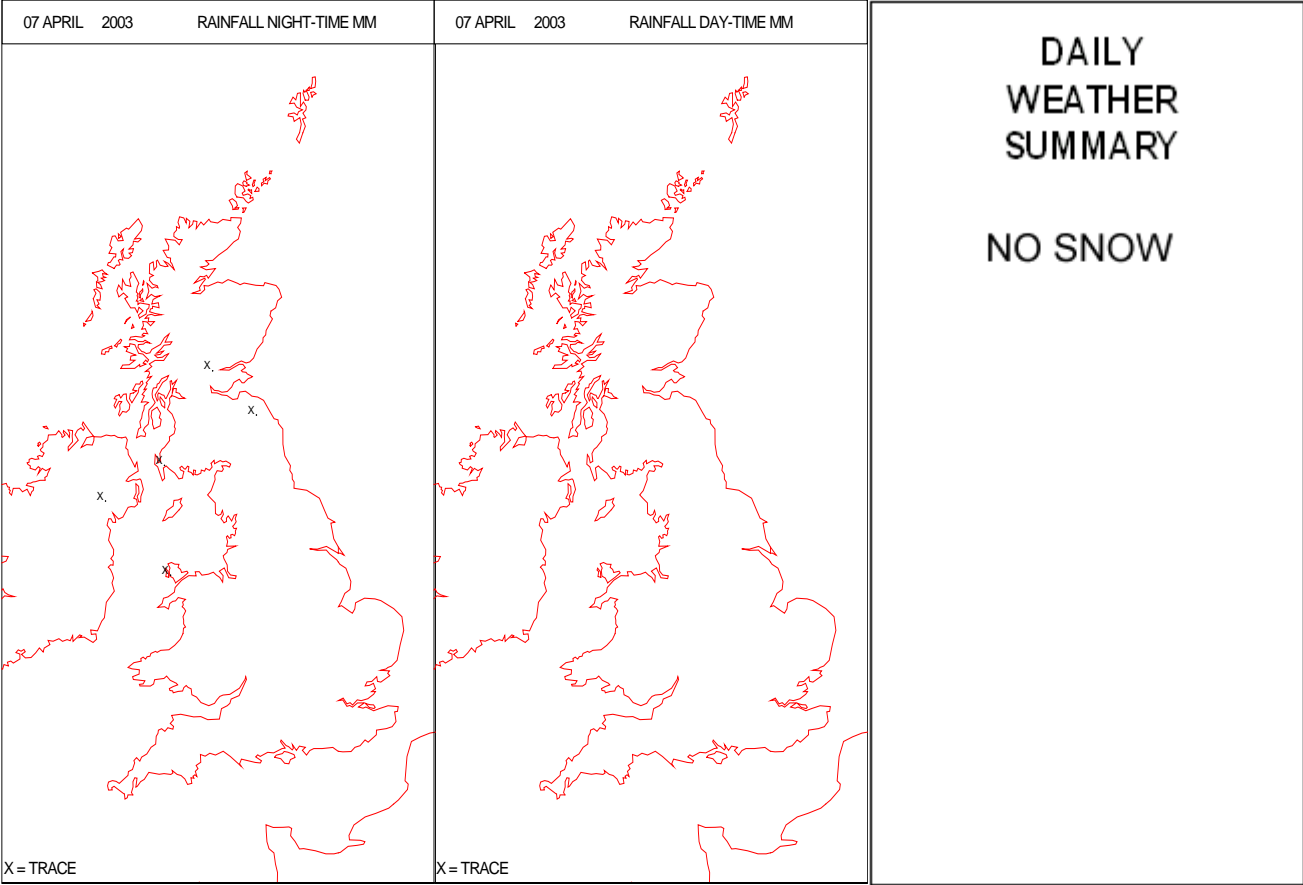 07 APRIL 2003 RAINFALL NIGHT-TIME MM
X.
X.
X.
X.
X.
X = TRACE
07 APRIL 2003 RAINFALL DAY-TIME MM
X = TRACE
DAILY
WEATHER
SUMMARY
NO SNOW